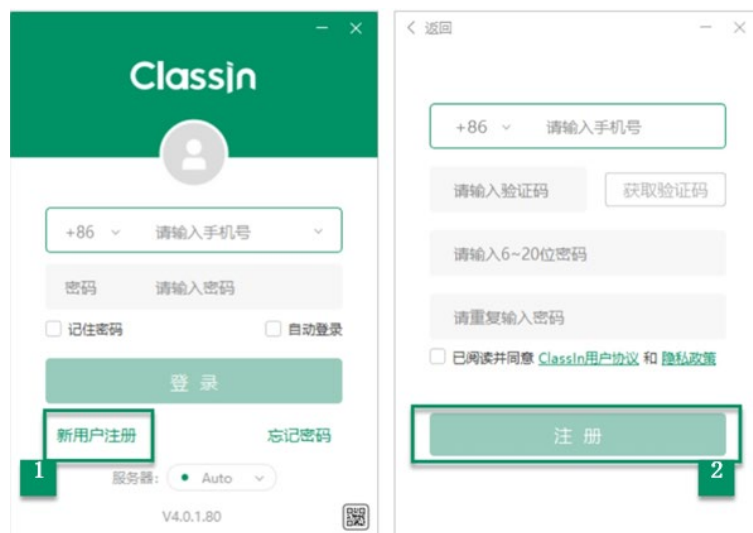 ClassIn
+86 请输入手机号
密码 请输入密码
记住密码 自动登录
登 录
新用户注册 忘记密码
1
服务器: Auto
V4.0.1.80
返回
+86 请输入手机号
请输入验证码 获取验证码
请输入6~20位密码
请重复输入密码
已阅读并同意 ClassIn用户协议 和 隐私政策
注 册
2